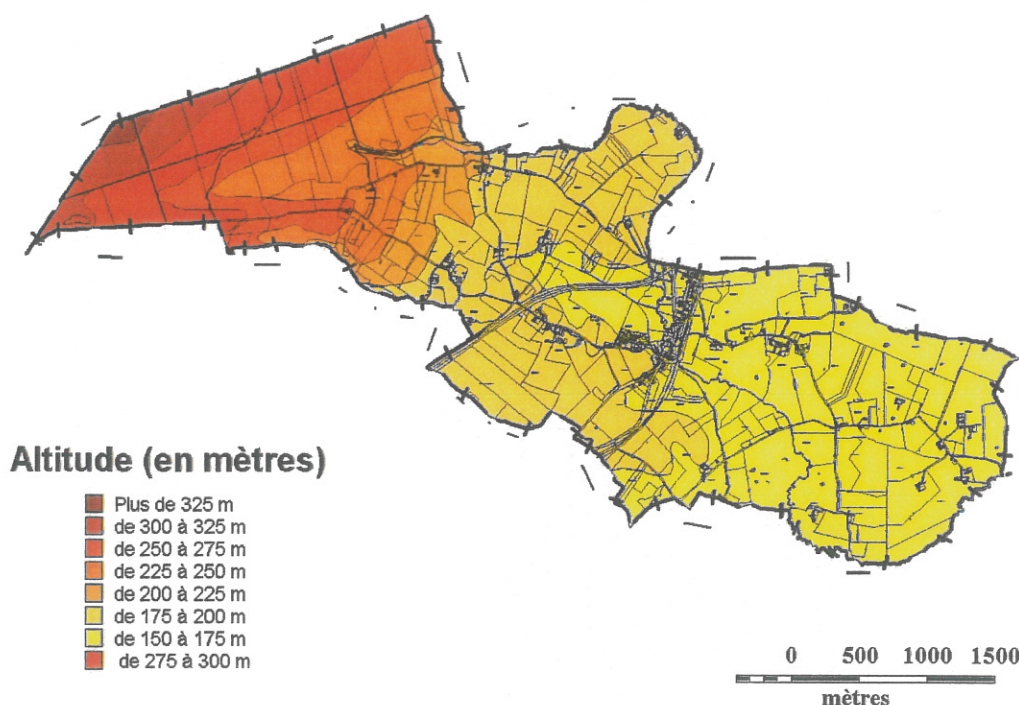 Altitude (en mètres)
Plus de 325 m
de 300 à 325 m
de 250 à 275 m
de 225 à 250 m
de 200 à 225 m
de 175 à 200 m
de 150 à 175 m
de 275 à 300 m
0 500 1000 1500
mètres